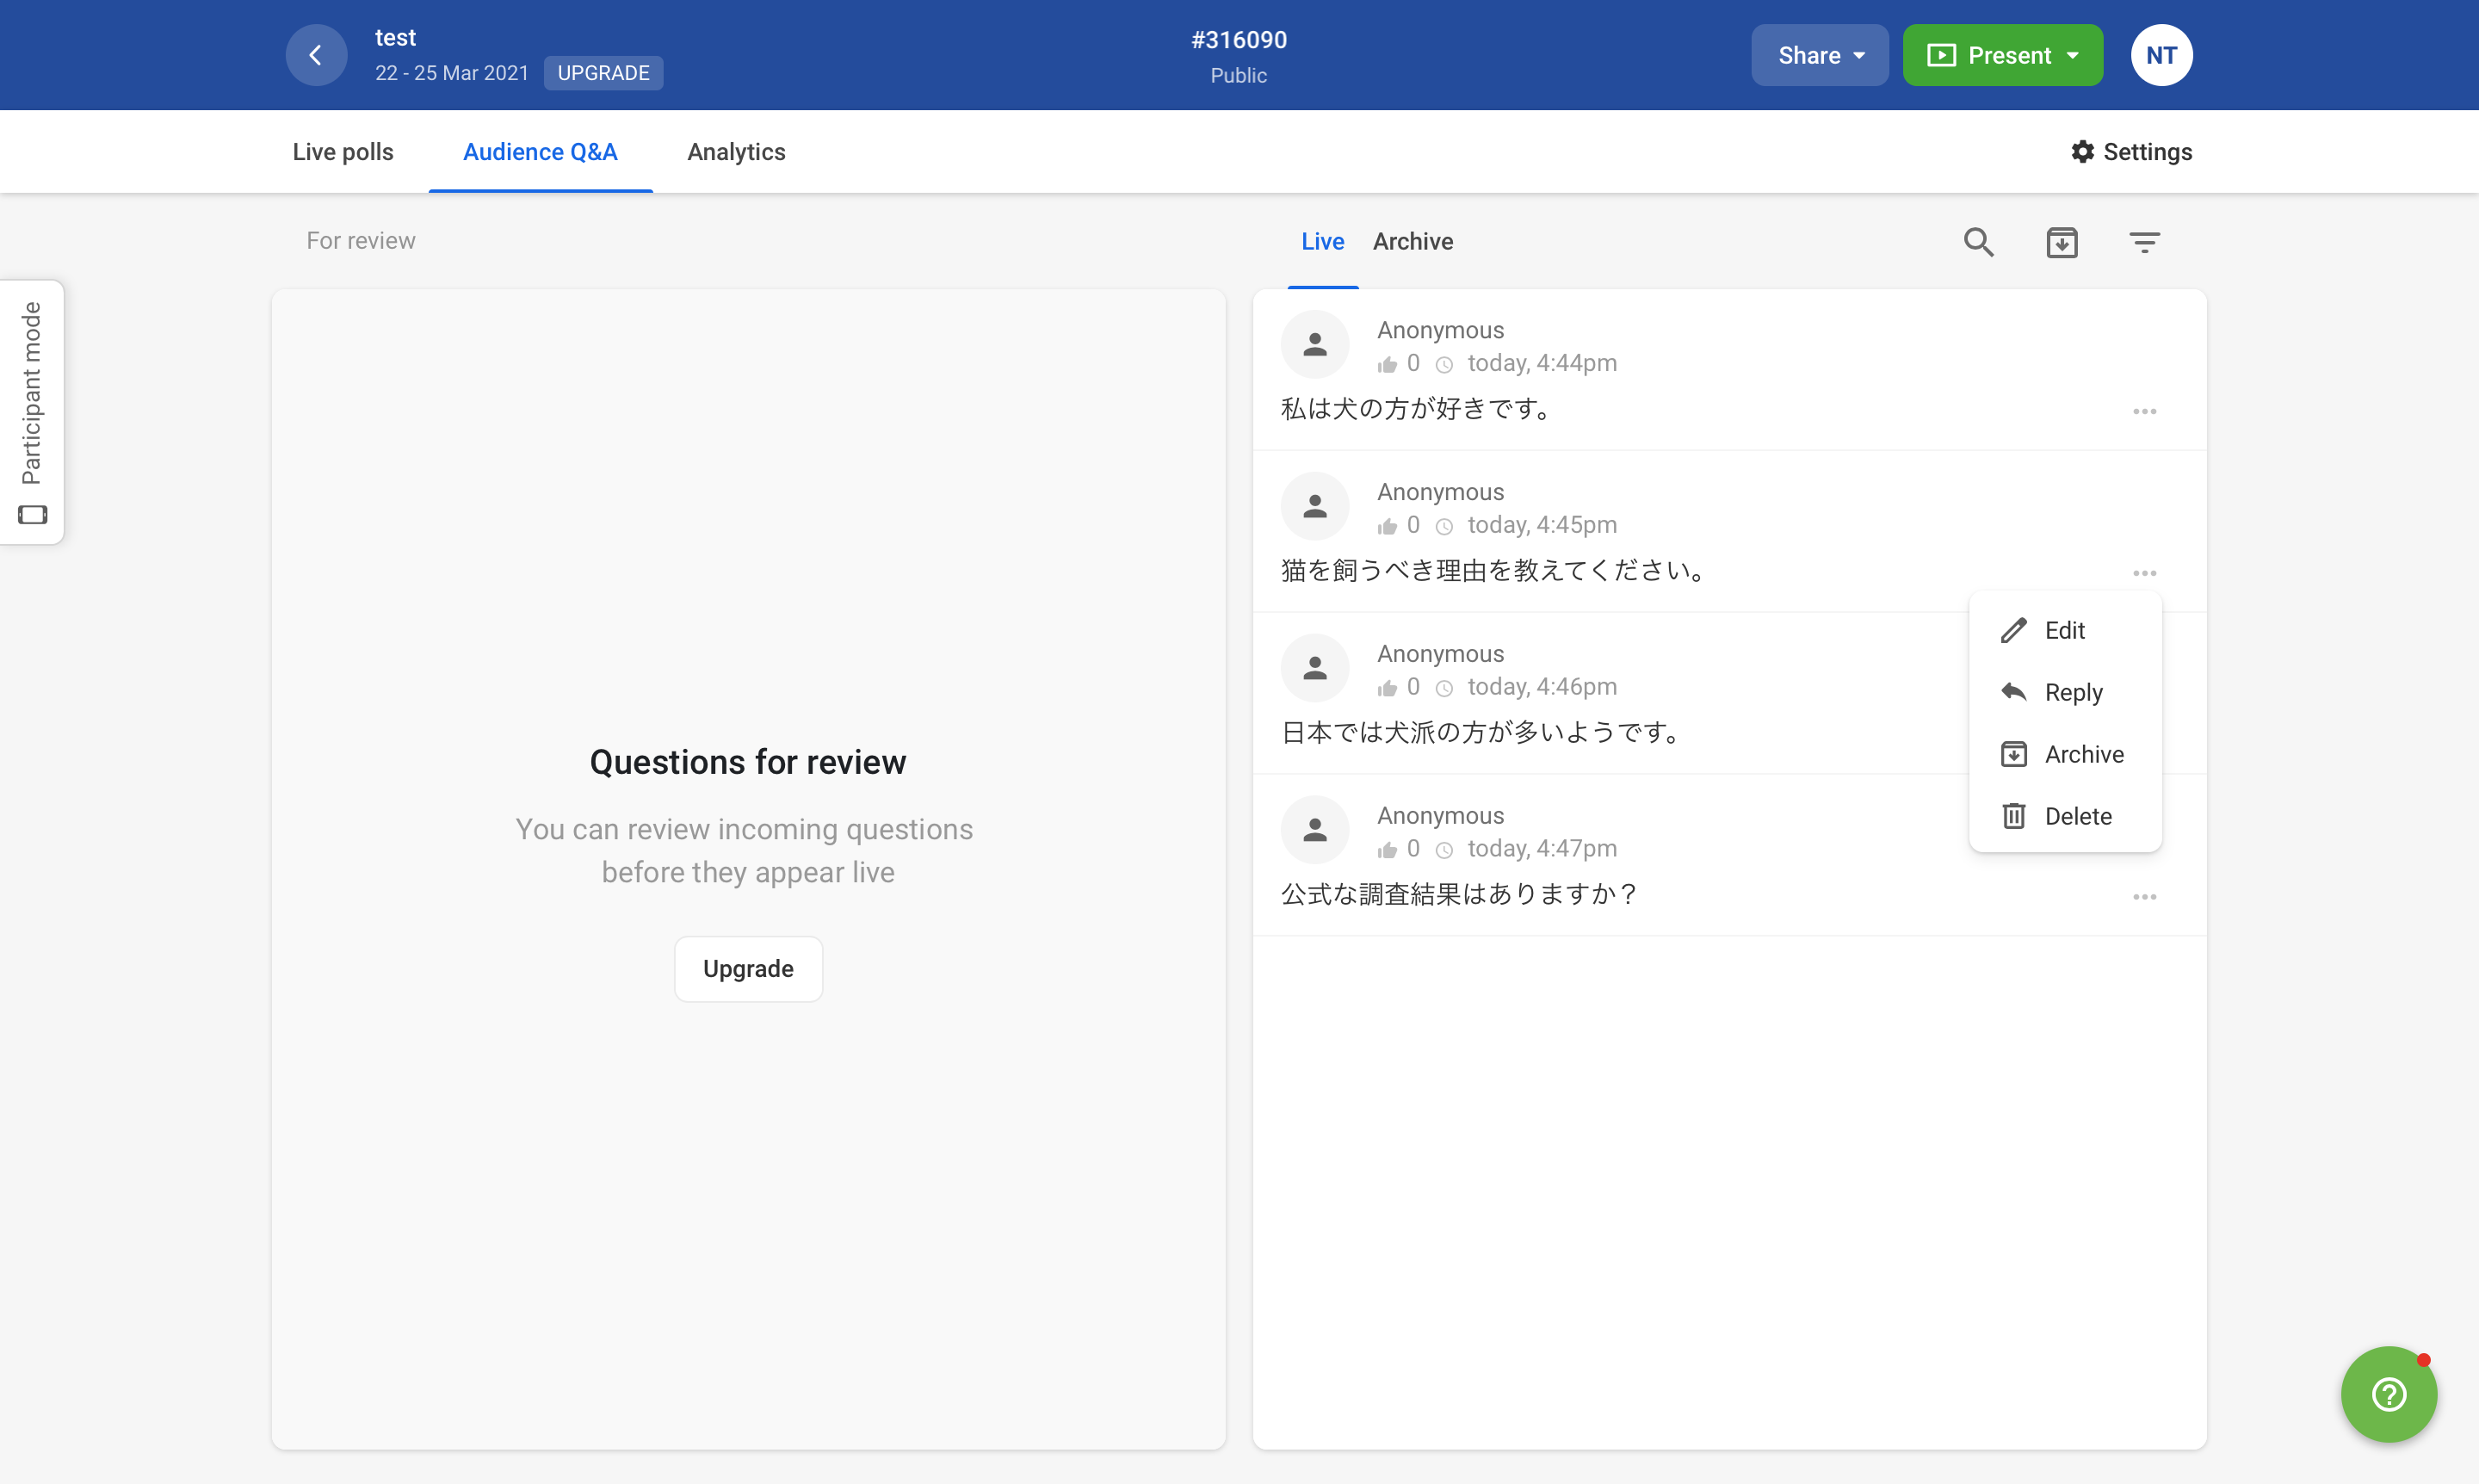 test
22 - 25 Mar 2021 UPGRADE
#316090
Public
Share
Present
NT
Live polls
Audience Q&A
Analytics
Settings
Participant mode
For review
Questions for review
You can review incoming questions
before they appear live
Upgrade
Live
Archive
Anonymous
0 today, 4:44pm
私は犬の方が好きです。
Anonymous
0 today, 4:45pm
猫を飼うべき理由を教えてください。
Anonymous
0 today, 4:46pm
日本では犬派の方が多いようです。
Anonymous
0 today, 4:47pm
公式な調査結果はありますか？
Edit
Reply
Archive
Delete